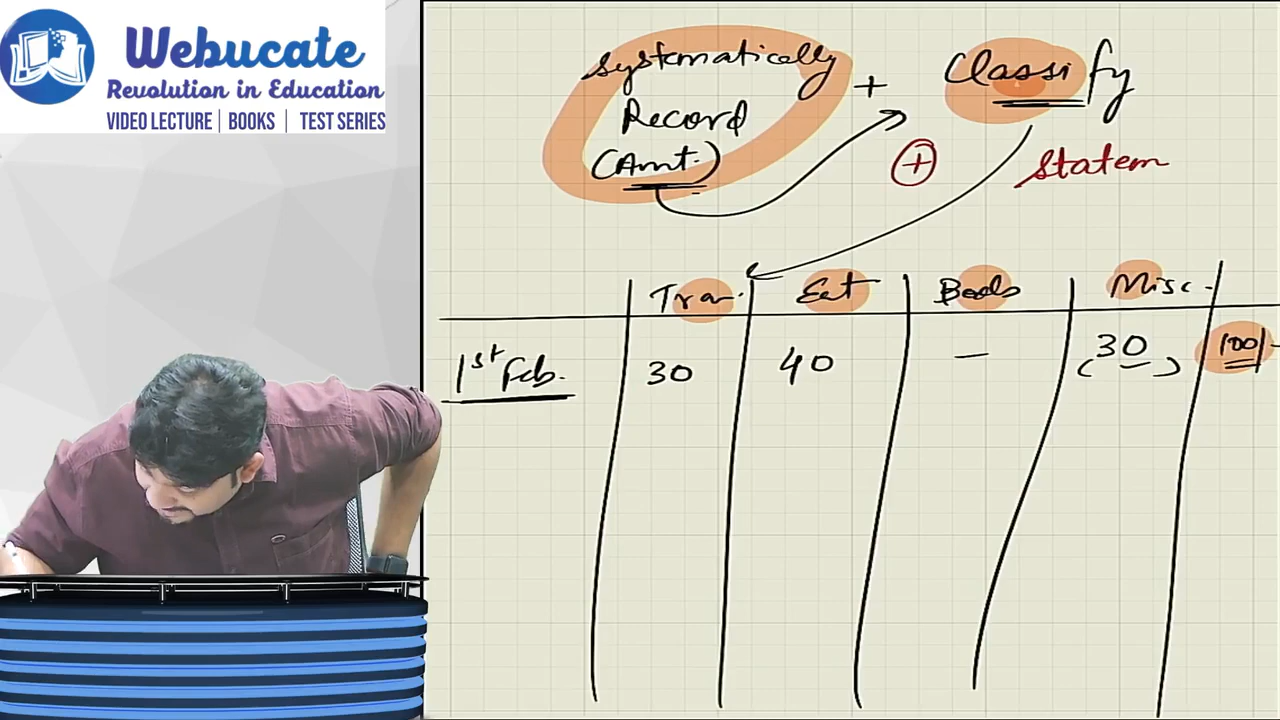 Webucate
Revolution in Education
VIDEO LECTURE | BOOKS | TEST SERIES
Systematically + Classify
Record
(Amt.) + Statem
Tran. Eat Books Misc.
1st Feb. 30 40 — (30) 100/-